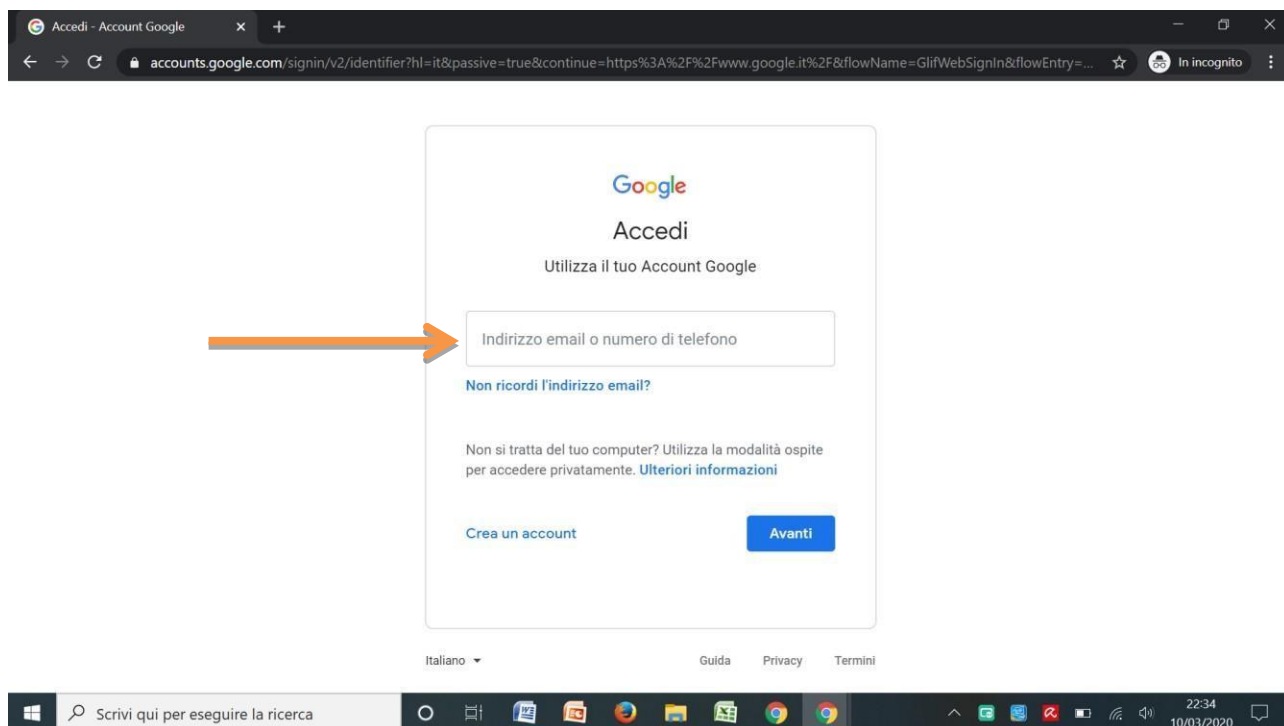 Accedi - Account Google
accounts.google.com/signin/v2/identifier?hl=it&passive=true&continue=https%3A%2F%2Fwww.google.it%2F&flowName=GlifWebSignIn&flowEntry=...
In incognito
Google
Accedi
Utilizza il tuo Account Google
Indirizzo email o numero di telefono
Non ricordi l'indirizzo email?
Non si tratta del tuo computer? Utilizza la modalità ospite
per accedere privatamente. Ulteriori informazioni
Crea un account
Avanti
Italiano
Guida Privacy Termini
Scrivi qui per eseguire la ricerca
22:34
10/03/2020